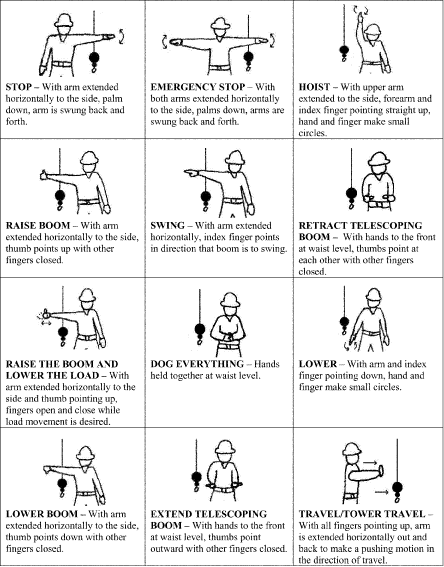 STOP – With arm extended
horizontally to the side, palm
down, arm is swung back and
forth.
EMERGENCY STOP – With
both arms extended horizontally
to the side, palms down, arms are
swung back and forth.
HOIST – With upper arm
extended to the side, forearm and
index finger pointing straight up,
hand and finger make small
circles.
RAISE BOOM – With arm
extended horizontally to the side,
thumb points up with other
fingers closed.
SWING – With arm extended
horizontally, index finger points
in direction that boom is to swing.
RETRACT TELESCOPING
BOOM – With hands to the front
at waist level, thumbs point at
each other with other fingers
closed.
RAISE THE BOOM AND
LOWER THE LOAD – With
arm extended horizontally to the
side and thumb pointing up,
fingers open and close while
load movement is desired.
DOG EVERYTHING – Hands
held together at waist level.
LOWER – With arm and index
finger pointing down, hand and
finger make small circles.
LOWER BOOM – With arm
extended horizontally to the side,
thumb points down with other
fingers closed.
EXTEND TELESCOPING
BOOM – With hands to the front
at waist level, thumbs point
outward with other fingers closed.
TRAVEL/TOWER TRAVEL –
With all fingers pointing up, arm
is extended horizontally out and
back to make a pushing motion in
the direction of travel.